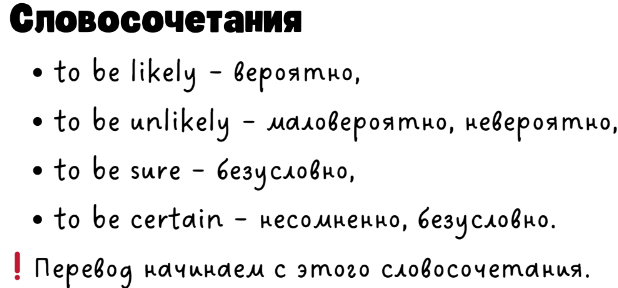 Словосочетания
• to be likely - вероятно,
• to be unlikely - маловероятно, невероятно,
• to be sure - безусловно,
• to be certain - несомненно, безусловно.
❗ Перевод начинаем с этого словосочетания.